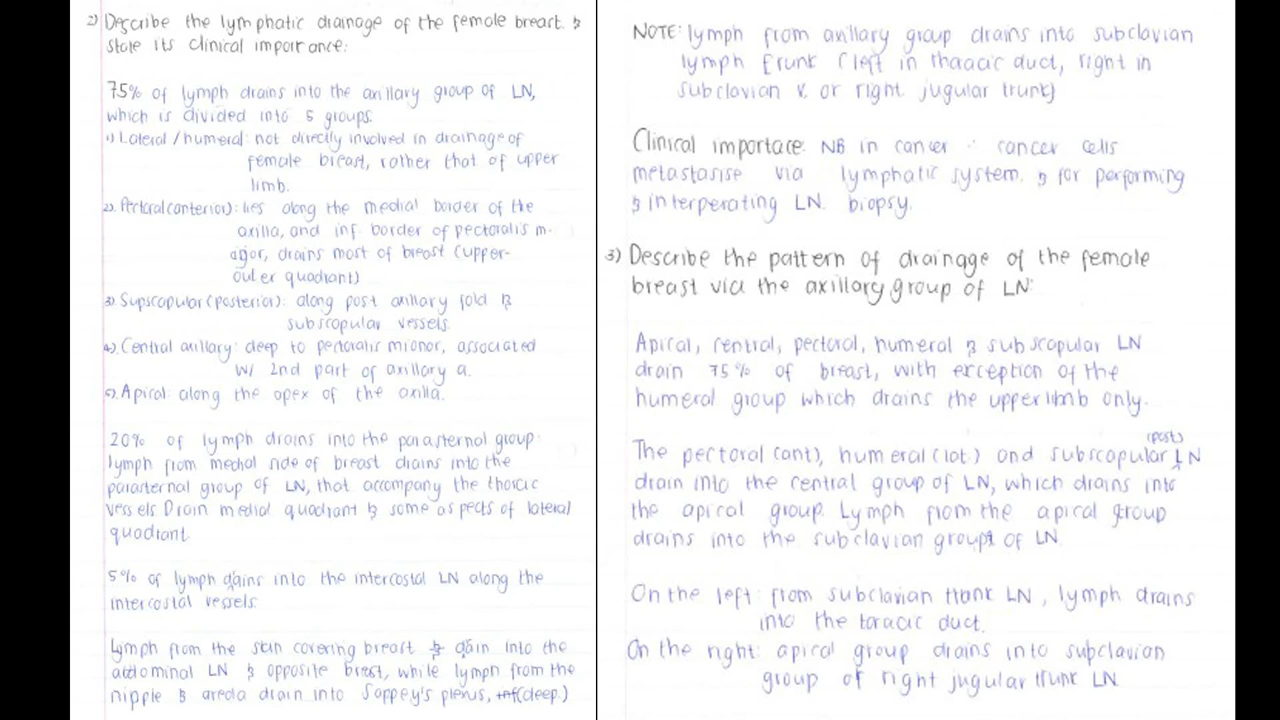 2) Describe the lymphatic drainage of the female breast &
state its clinical importance:
75% of lymph drains into the axillary group of LN,
which is divided into 5 groups.
1) Lateral / humeral: not directly involved in drainage of
female breast, rather that of upper
limb.
2) Pectoral (anterior): lies along the medial border of the
axilla, and inf border of pectoralis m-
ajor, drains most of breast (upper-
outer quadrant)
3) Supscapular (posterior): along post axillary fold &
subscapular vessels.
4) Central axillary: deep to pectoralis mionor, associated
w/ 2nd part of axillary a.
5) Apical: along the apex of the axilla.
20% of lymph drains into the parasternal group:
lymph from medial side of breast drains into the
parasternal group of LN, that accompany the thoric
vessels. Drain medial quadrant & some aspects of lateral
quadrant.
5% of lymph drains into the intercostal LN along the
intercostal vessels.
Lymph from the skin covering breast & drain into the
abdominal LN & opposite breast, while lymph from the
nipple & areola drain into Sappey's plexus, (deep.)
NOTE: lymph from axillary group drains into subclavian
lymph trunk (left in thaacic duct, right in
subclavian v. or right jugular trunk)
Clinical importace: NB in cancer ∵ cancer cells
metastasise via lymphatic system. & for performing
& interperating LN. biopsy.
3) Describe the pattern of drainage of the female
breast via the axillary group of LN:
Apical, central, pectoral, humeral & subscapular LN
drain 75% of breast, with exception of the
humeral group which drains the upper limb only.
(post)
The pectoral (ant), humeral (lat.) and subscapular LN
drain into the central group of LN, which drains into
the apical group. Lymph from the apical group
drains into the subclavian group of LN.
On the left: from subclavian trunk LN, lymph drains
into the toracic duct.
On the right: apical group drains into subclavian
group of right jugular trunk LN.